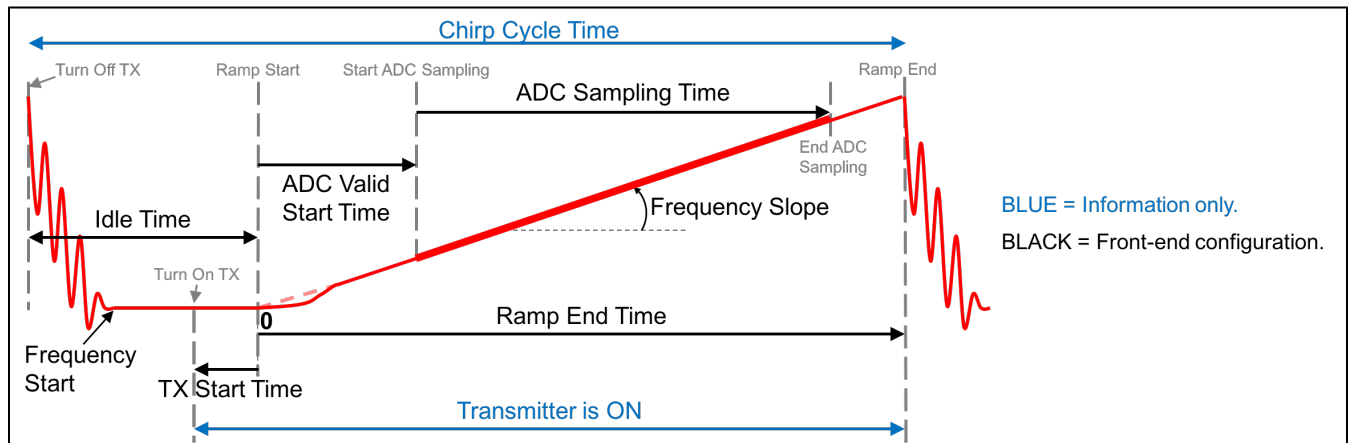 Chirp Cycle Time
Turn Off TX
Ramp Start
Start ADC Sampling
Ramp End
ADC Sampling Time
End ADC
Sampling
ADC Valid
Start Time
Frequency Slope
Idle Time
BLUE = Information only.
BLACK = Front-end configuration.
Turn On TX
0
Ramp End Time
Frequency
Start
TX Start Time
Transmitter is ON